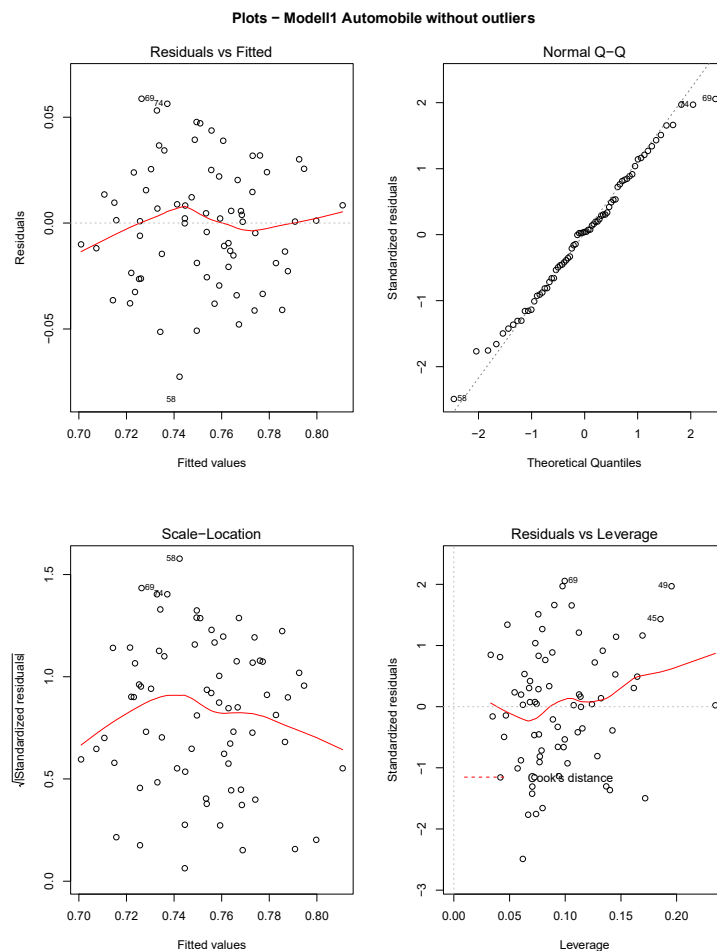 Plots − Modell1 Automobile without outliers
Residuals vs Fitted
Residuals
0.05
0.00
−0.05
69
74
58
0.70 0.72 0.74 0.76 0.78 0.80
Fitted values
Normal Q−Q
Standardized residuals
2
1
0
−1
−2
74
69
58
−2 −1 0 1 2
Theoretical Quantiles
Scale−Location
√|Standardized residuals|
1.5
1.0
0.5
0.0
58
69
74
0.70 0.72 0.74 0.76 0.78 0.80
Fitted values
Residuals vs Leverage
Standardized residuals
2
1
0
−1
−2
−3
69
49
45
Cook's distance
0.00 0.05 0.10 0.15 0.20
Leverage